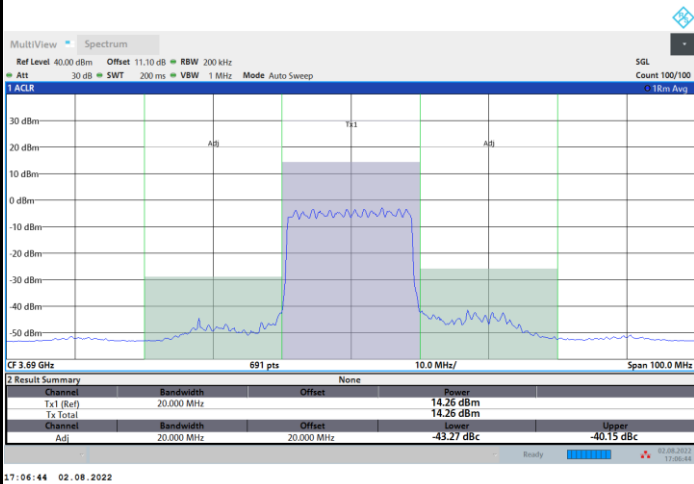 MultiView Spectrum
Ref Level 40.00 dBm Offset 11.10 dB RBW 200 kHz SGL
Att 30 dB SWT 200 ms VBW 1 MHz Mode Auto Sweep Count 100/100
1 ACLR 1Rm Avg
Tx1
30 dBm
Adj Adj
20 dBm
10 dBm
0 dBm
-10 dBm
-20 dBm
-30 dBm
-40 dBm
-50 dBm
CF 3.69 GHz 691 pts 10.0 MHz/ Span 100.0 MHz
2 Result Summary None
Channel Bandwidth Offset Power
Tx1 (Ref) 20.000 MHz 14.26 dBm
Tx Total 14.26 dBm
Channel Bandwidth Offset Lower Upper
Adj 20.000 MHz 20.000 MHz -43.27 dBc -40.15 dBc
Ready 02.08.2022
17:06:44
17:06:44 02.08.2022